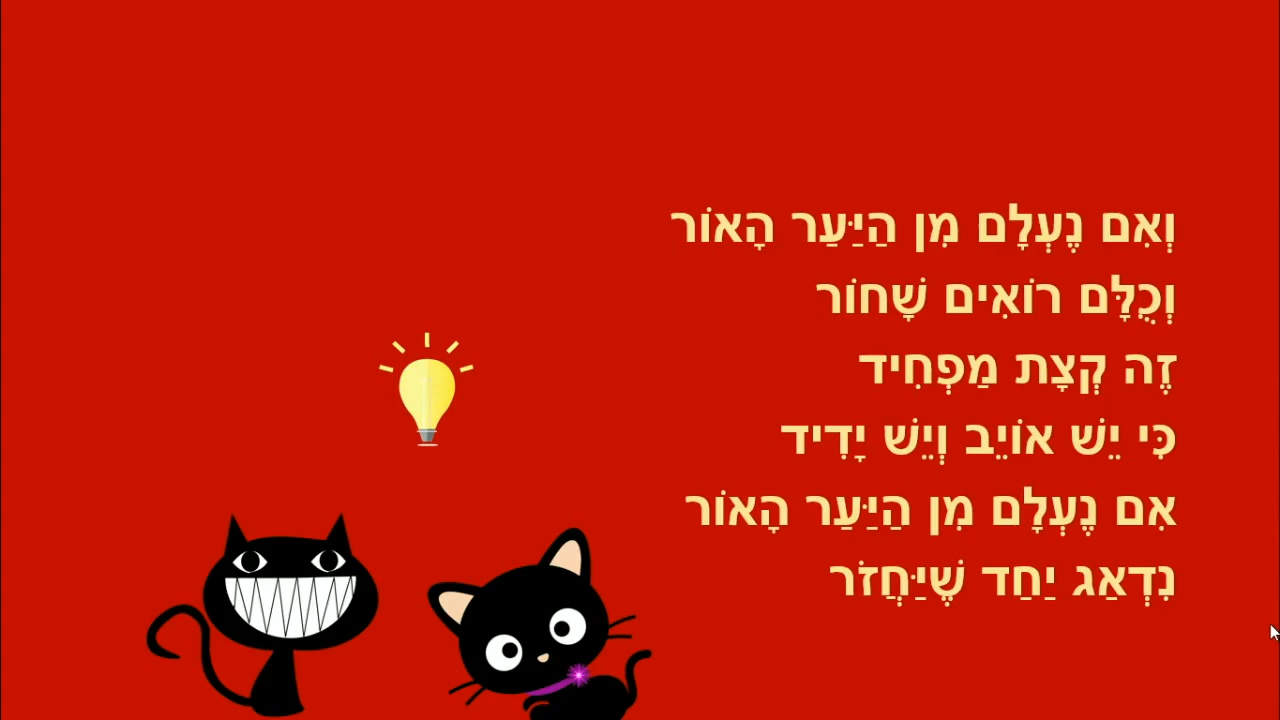 וְאִם נֶעְלָם מִן הַיַּעַר הָאוֹר
וְכֻלָּם רוֹאִים שָׁחוֹר
זֶה קְצָת מַפְחִיד
כִּי יֵשׁ אוֹיֵב וְיֵשׁ יָדִיד
אִם נֶעְלָם מִן הַיַּעַר הָאוֹר
נִדְאַג יַחַד שֶׁיַּחֲזֹר